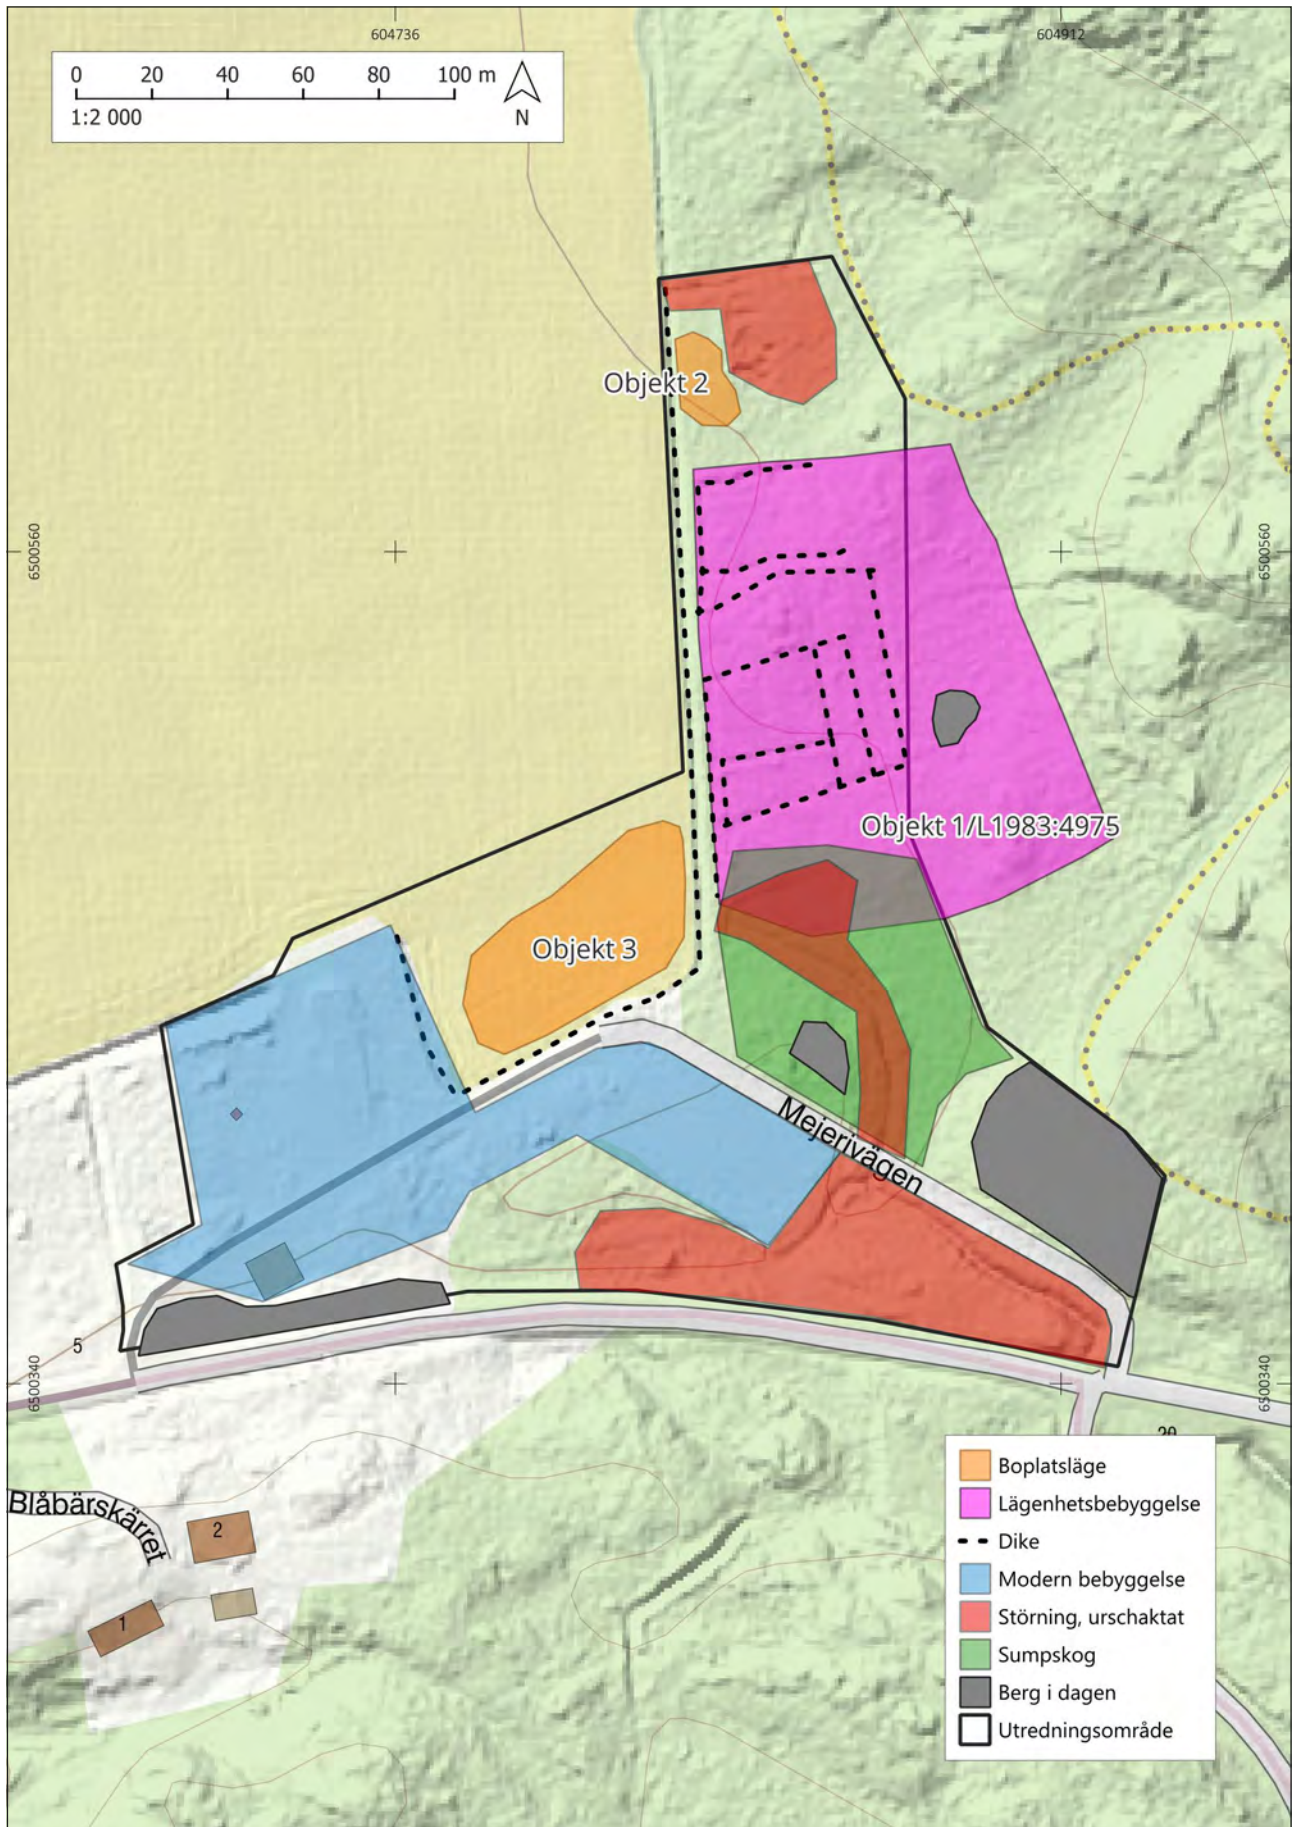 604736
604912
0 20 40 60 80 100 m
1:2 000
N
Objekt 2
6500560
6500560
Objekt 1/L1983:4975
Objekt 3
Mejerivägen
5
6500340
6500340
Blåbärskärret
2
1
Boplatsläge
Lägenhetsbebyggelse
Dike
Modern bebyggelse
Störning, urschaktat
Sumpskog
Berg i dagen
Utredningsområde